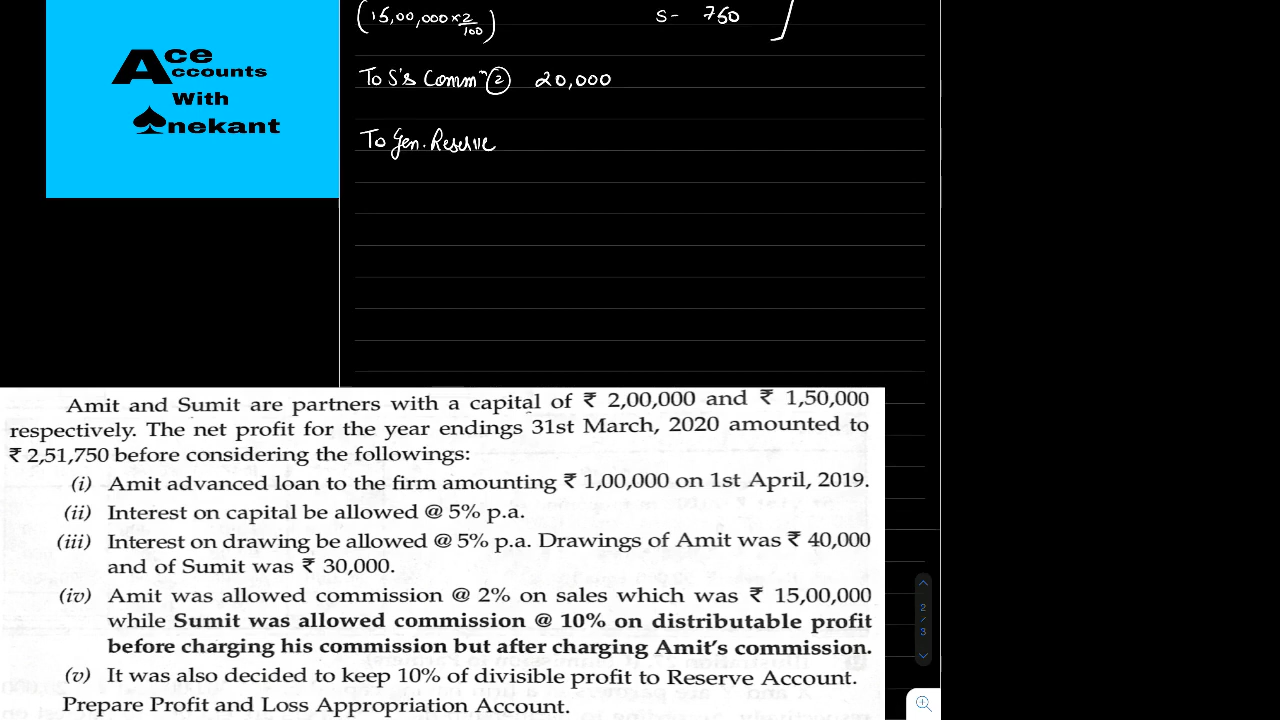 Ace
Accounts
With
Anekant
(15,00,000×2/100)
S- 750
To S's Commn ② 20,000
To Gen. Reserve
Amit and Sumit are partners with a capital of ₹ 2,00,000 and ₹ 1,50,000
respectively. The net profit for the year endings 31st March, 2020 amounted to
₹ 2,51,750 before considering the followings:
(i) Amit advanced loan to the firm amounting ₹ 1,00,000 on 1st April, 2019.
(ii) Interest on capital be allowed @ 5% p.a.
(iii) Interest on drawing be allowed @ 5% p.a. Drawings of Amit was ₹ 40,000
and of Sumit was ₹ 30,000.
(iv) Amit was allowed commission @ 2% on sales which was ₹ 15,00,000
while Sumit was allowed commission @ 10% on distributable profit
before charging his commission but after charging Amit's commission.
(v) It was also decided to keep 10% of divisible profit to Reserve Account.
Prepare Profit and Loss Appropriation Account.
2
/
3